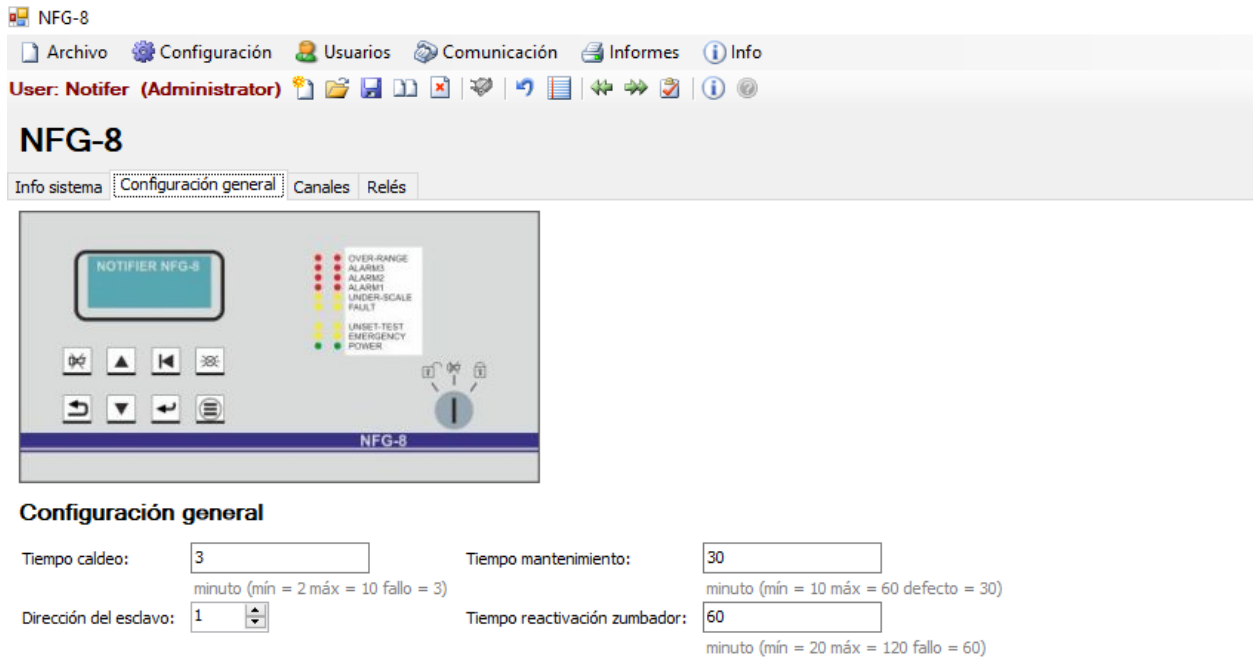 NFG-8
Archivo Configuración Usuarios Comunicación Informes Info
User: Notifer (Administrator)
NFG-8
Info sistema Configuración general Canales Relés
NOTIFIER NFG-8
OVER-RANGE
ALARM3
ALARM2
ALARM1
UNDER-SCALE
FAULT
UNSET-TEST
EMERGENCY
POWER
NFG-8
Configuración general
Tiempo caldeo: 3 Tiempo mantenimiento: 30
minuto (mín = 2 máx = 10 fallo = 3) minuto (mín = 10 máx = 60 defecto = 30)
Dirección del esclavo: 1 Tiempo reactivación zumbador: 60
minuto (mín = 20 máx = 120 fallo = 60)